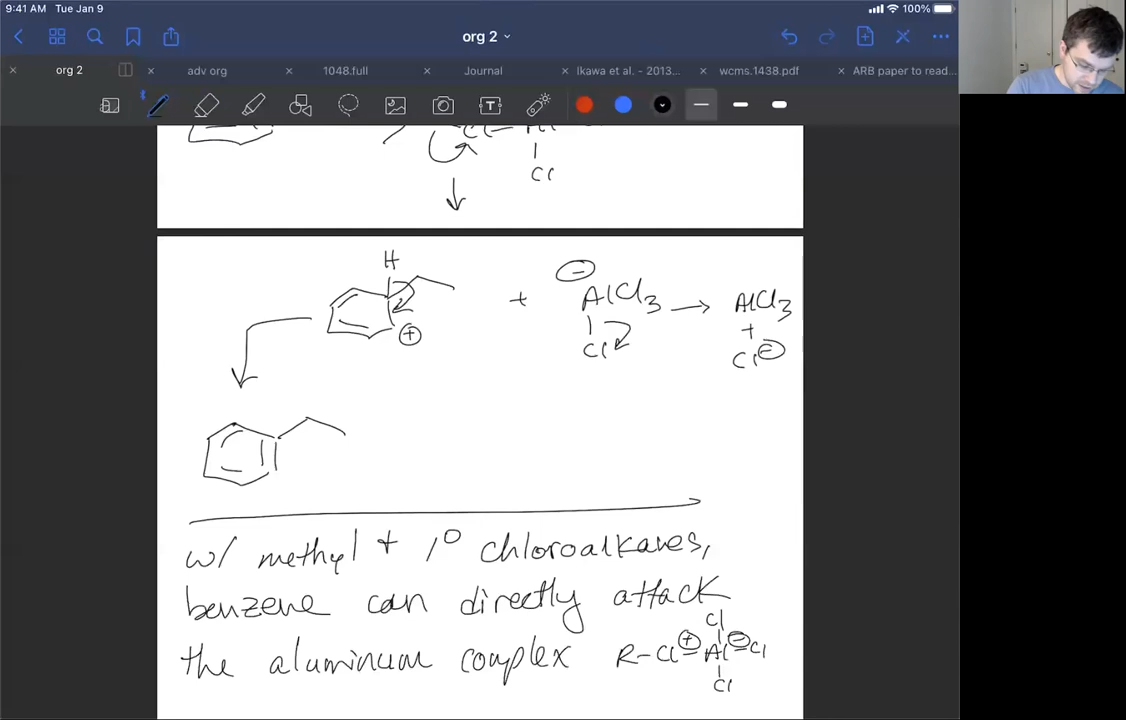 9:41 AM Tue Jan 9
100%
org 2
org 2
adv org
1048.full
Journal
Ikawa et al. - 2013...
wcms.1438.pdf
ARB paper to read...
T
Cl
Cl
H
+
+
−
AlCl3
Cl
AlCl3
+
Cl −
w/ methyl + 1° chloroalkanes,
benzene can directly attack
the aluminum complex
Cl
R-Cl + Al − Cl
Cl